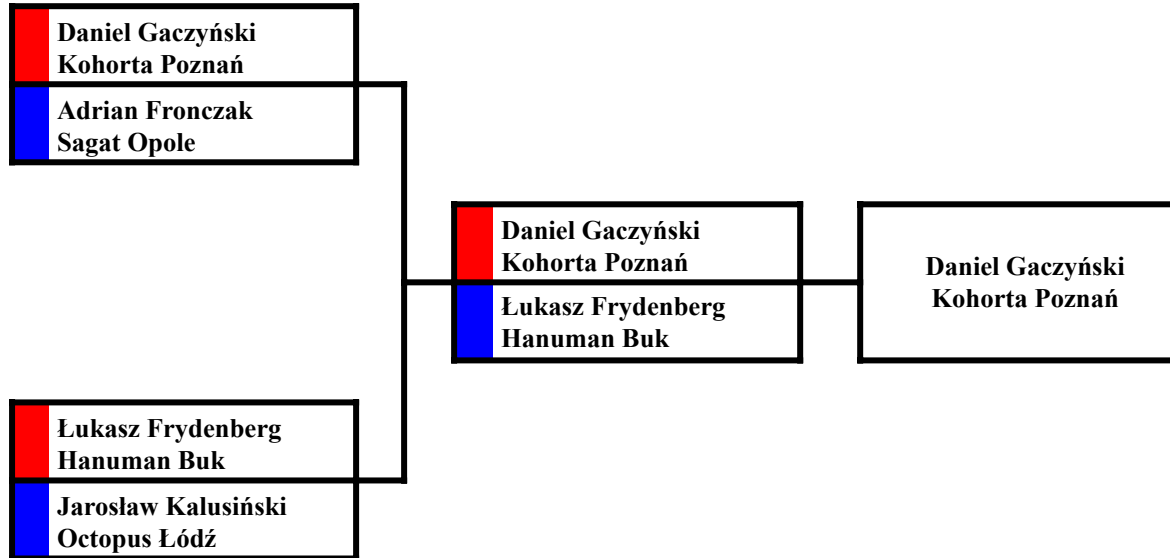 Daniel Gaczyński
Kohorta Poznań
Adrian Fronczak
Sagat Opole
Daniel Gaczyński
Kohorta Poznań
Łukasz Frydenberg
Hanuman Buk
Daniel Gaczyński
Kohorta Poznań
Łukasz Frydenberg
Hanuman Buk
Jarosław Kalusiński
Octopus Łódź